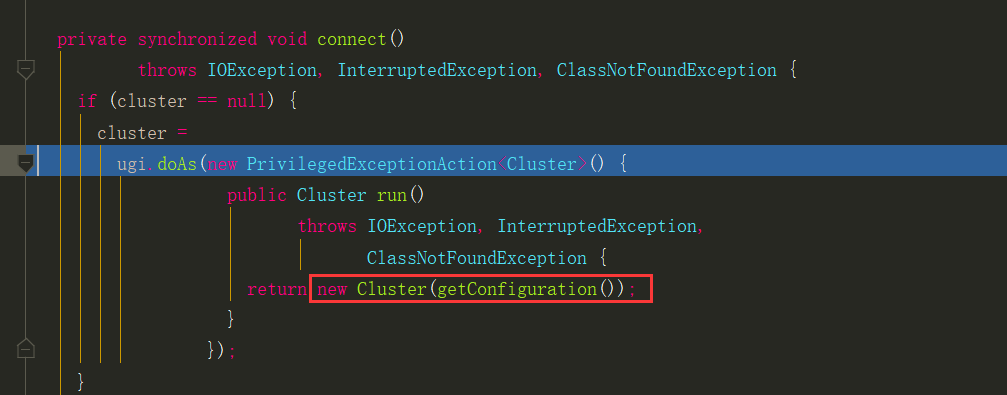 private synchronized void connect()
throws IOException, InterruptedException, ClassNotFoundException {
if (cluster == null) {
cluster =
ugi.doAs(new PrivilegedExceptionAction<Cluster>() {
public Cluster run()
throws IOException, InterruptedException,
ClassNotFoundException {
return new Cluster(getConfiguration());
}
});
}